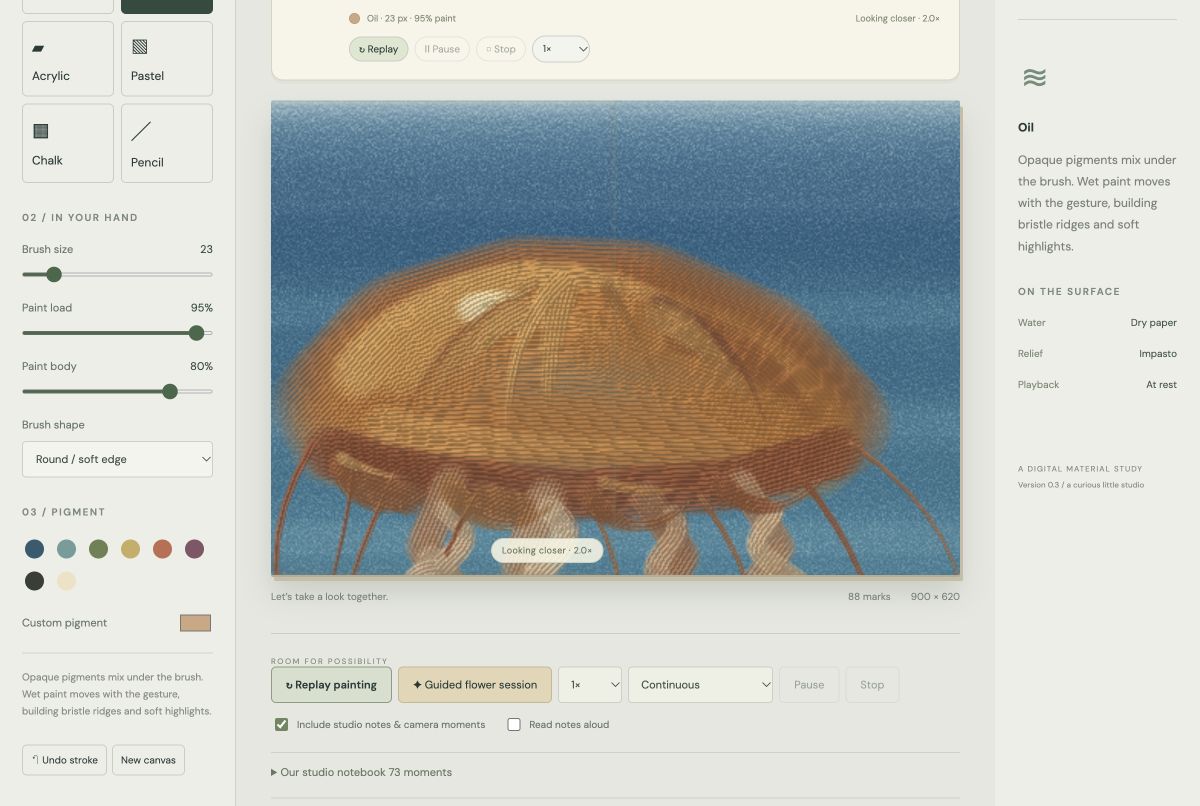 Acrylic
Pastel
Chalk
Pencil
02 / IN YOUR HAND
Brush size 23
Paint load 95%
Paint body 80%
Brush shape
Round / soft edge
03 / PIGMENT
Custom pigment
Opaque pigments mix under the brush.
Wet paint moves with the gesture,
building bristle ridges and soft highlights.
Undo stroke
New canvas
Oil · 23 px · 95% paint
Looking closer · 2.0×
↻ Replay
II Pause
▫ Stop
1×
Looking closer · 2.0×
Let's take a look together.
88 marks 900 × 620
ROOM FOR POSSIBILITY
↻ Replay painting
✦ Guided flower session
1×
Continuous
Pause
Stop
Include studio notes & camera moments
Read notes aloud
▶ Our studio notebook 73 moments
Oil
Opaque pigments mix under
the brush. Wet paint moves
with the gesture, building
bristle ridges and soft
highlights.
ON THE SURFACE
Water Dry paper
Relief Impasto
Playback At rest
A DIGITAL MATERIAL STUDY
Version 0.3 / a curious little studio